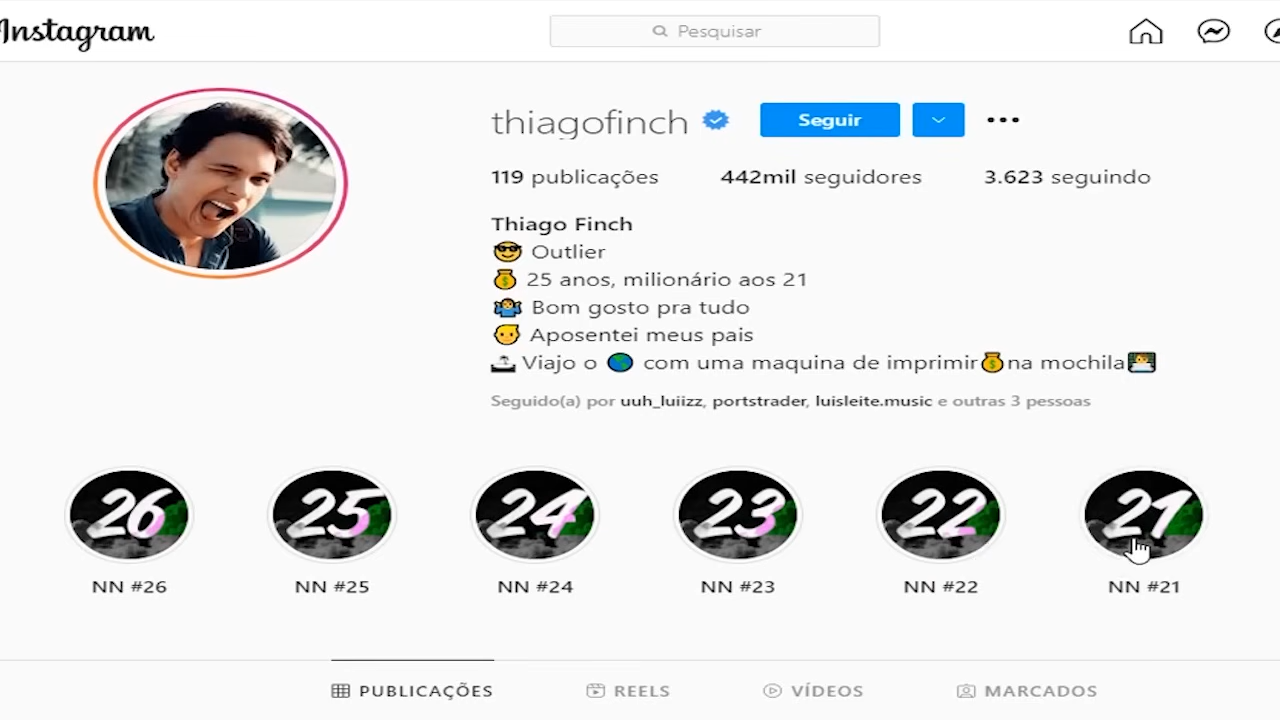 Instagram
Pesquisar
thiagofinch
Seguir
119 publicações 442mil seguidores 3.623 seguindo
Thiago Finch
😎 Outlier
💰 25 anos, milionário aos 21
🤷‍♂️ Bom gosto pra tudo
🧓 Aposentei meus pais
Viajo o 🌎 com uma maquina de imprimir💰na mochila👨‍💻
Seguido(a) por uuh_luiizz, portstrader, luisleite.music e outras 3 pessoas
26 25 24 23 22 21
NN #26 NN #25 NN #24 NN #23 NN #22 NN #21
PUBLICAÇÕES REELS VÍDEOS MARCADOS